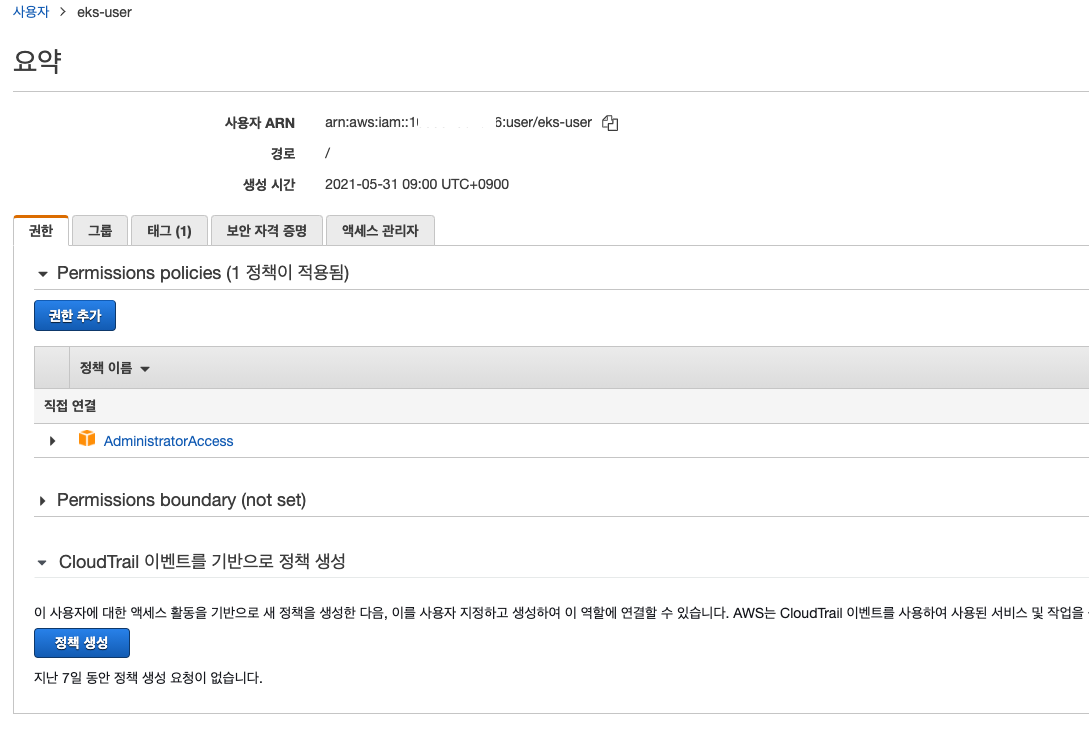 사용자 > eks-user
요약
사용자 ARN arn:aws:iam::1 6:user/eks-user
경로 /
생성 시간 2021-05-31 09:00 UTC+0900
권한 그룹 태그 (1) 보안 자격 증명 액세스 관리자
Permissions policies (1 정책이 적용됨)
권한 추가
정책 이름
직접 연결
AdministratorAccess
Permissions boundary (not set)
CloudTrail 이벤트를 기반으로 정책 생성
이 사용자에 대한 액세스 활동을 기반으로 새 정책을 생성한 다음, 이를 사용자 지정하고 생성하여 이 역할에 연결할 수 있습니다. AWS는 CloudTrail 이벤트를 사용하여 사용된 서비스 및 작업을
정책 생성
지난 7일 동안 정책 생성 요청이 없습니다.